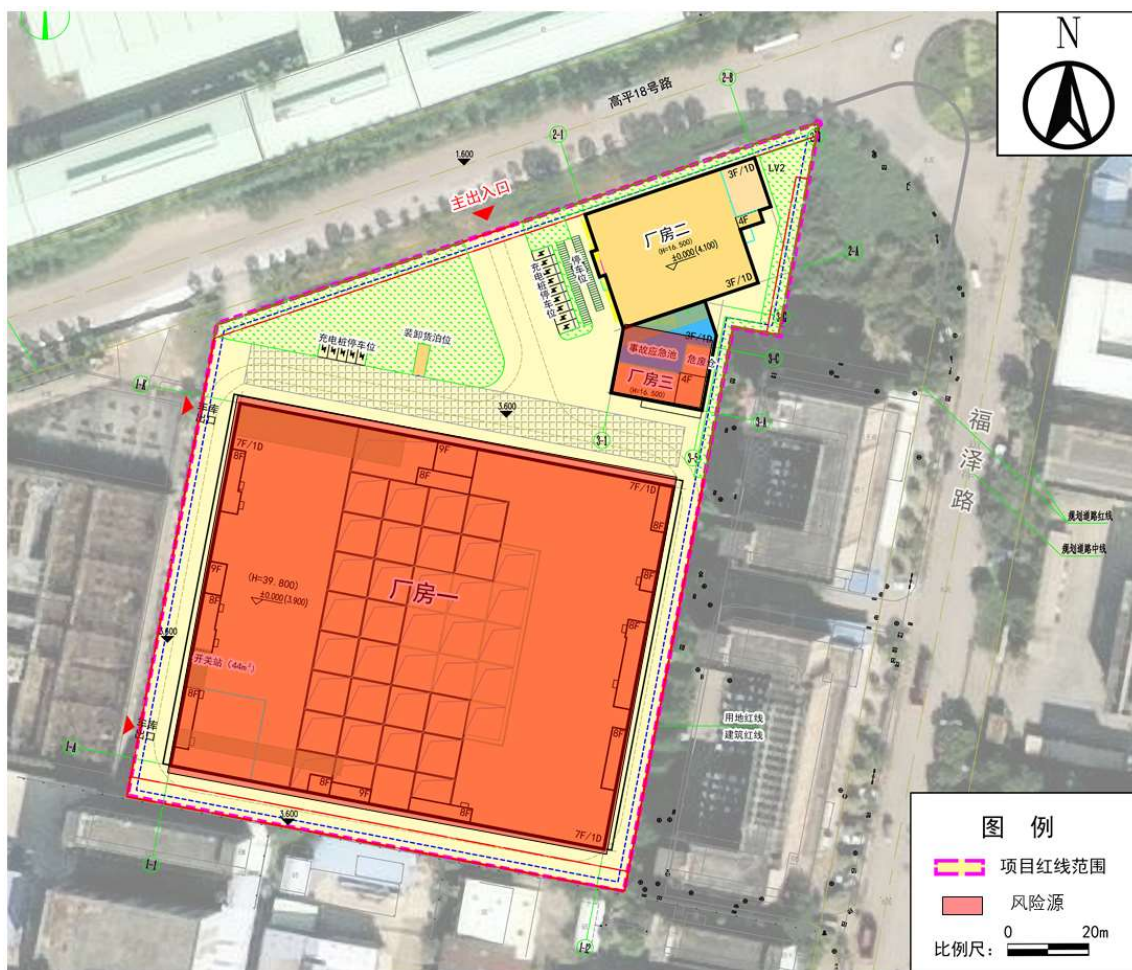 N
高平18号路
2-B
2-1
1.600
主出入口
3F/1D
LV2
4F
厂房二
(H=16.500)
±0.000(4.100)
3F/1D
充电桩停车位
停车位
2-A
3-G
装卸货泊位
充电桩停车位
3F/1D
事故应急池
危废仓
3-C
厂房三
4F
(H=16.500)
1-K
车库
出口
3.600
3-1
3-A
3-5
福泽路
规划道路红线
规划道路中线
7F/1D
8F
9F
8F
7F/1D
8F
(H=39.800)
±0.000(3.900)
厂房一
9F
8F
8F
8F
3.600
开关站（44m²）
8F
用地红线
建筑红线
8F
车库
出口
1-A
8F
9F
8F
7F/1D
3.600
1-1
1-12
图 例
项目红线范围
风险源
比例尺：
0 20m